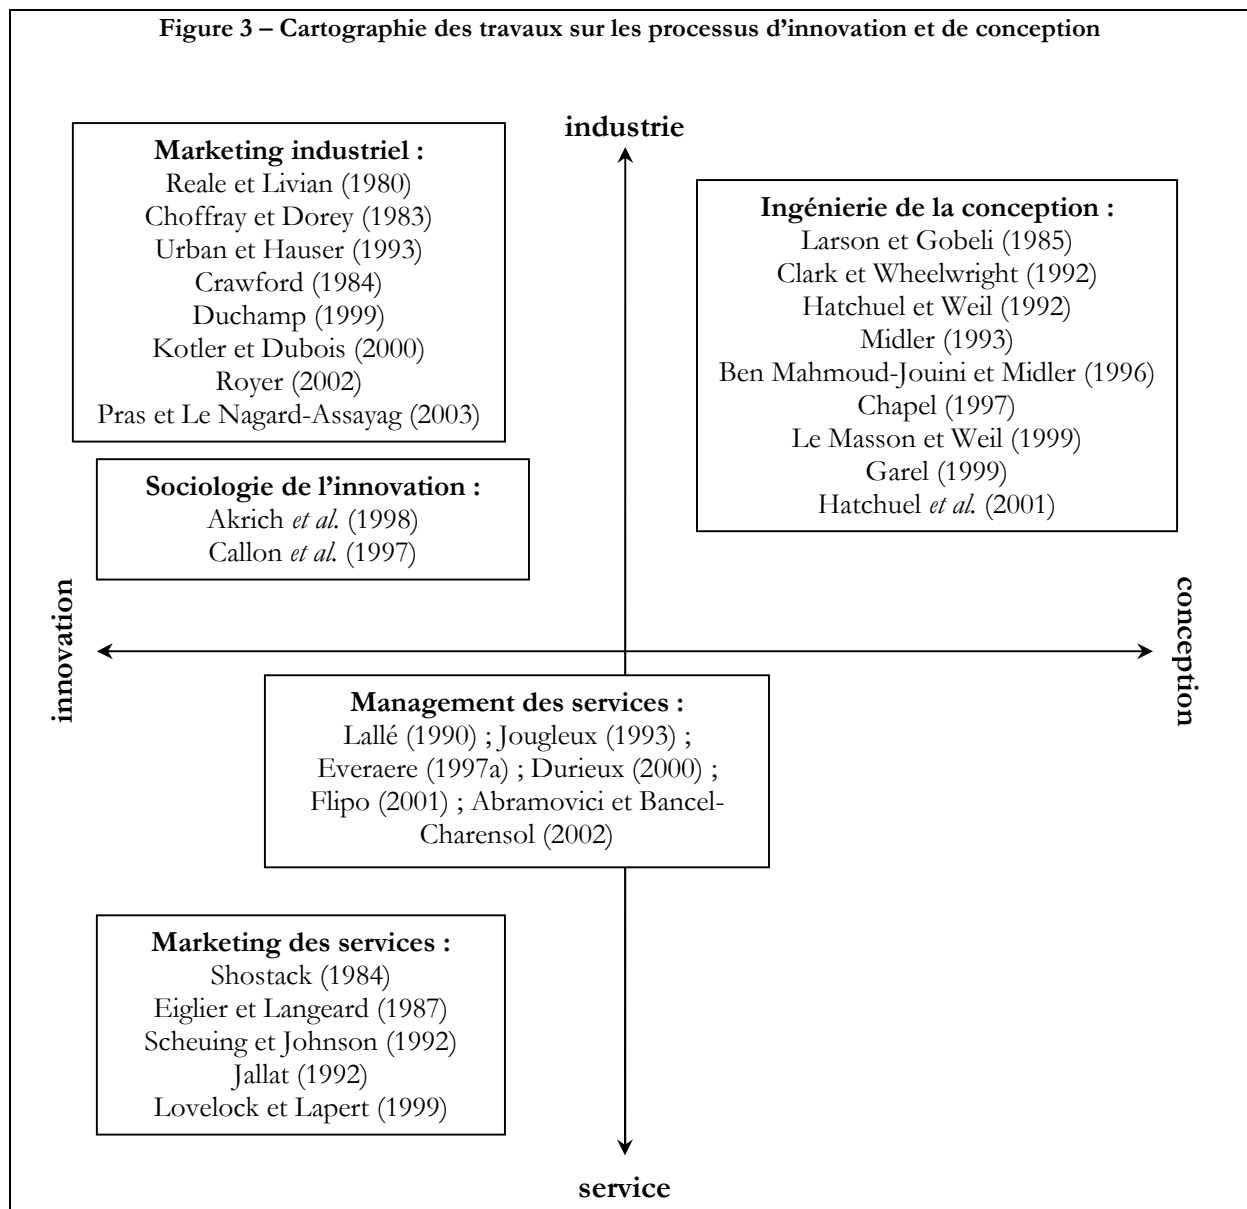 Figure 3 – Cartographie des travaux sur les processus d’innovation et de conception
industrie
Marketing industriel :
Reale et Livian (1980)
Choffray et Dorey (1983)
Urban et Hauser (1993)
Crawford (1984)
Duchamp (1999)
Kotler et Dubois (2000)
Royer (2002)
Pras et Le Nagard-Assayag (2003)
Ingénierie de la conception :
Larson et Gobeli (1985)
Clark et Wheelwright (1992)
Hatchuel et Weil (1992)
Midler (1993)
Ben Mahmoud-Jouini et Midler (1996)
Chapel (1997)
Le Masson et Weil (1999)
Garel (1999)
Hatchuel et al. (2001)
Sociologie de l’innovation :
Akrich et al. (1998)
Callon et al. (1997)
innovation
conception
Management des services :
Lallé (1990) ; Jougleux (1993) ;
Everaere (1997a) ; Durieux (2000) ;
Flipo (2001) ; Abramovici et Bancel-
Charensol (2002)
Marketing des services :
Shostack (1984)
Eiglier et Langeard (1987)
Scheuing et Johnson (1992)
Jallat (1992)
Lovelock et Lapert (1999)
service